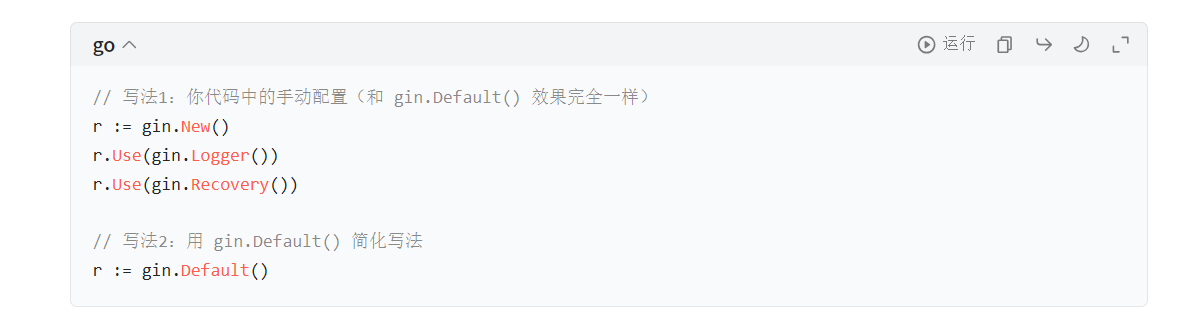 go
运行
// 写法1：你代码中的手动配置（和 gin.Default() 效果完全一样）
r := gin.New()
r.Use(gin.Logger())
r.Use(gin.Recovery())
// 写法2：用 gin.Default() 简化写法
r := gin.Default()